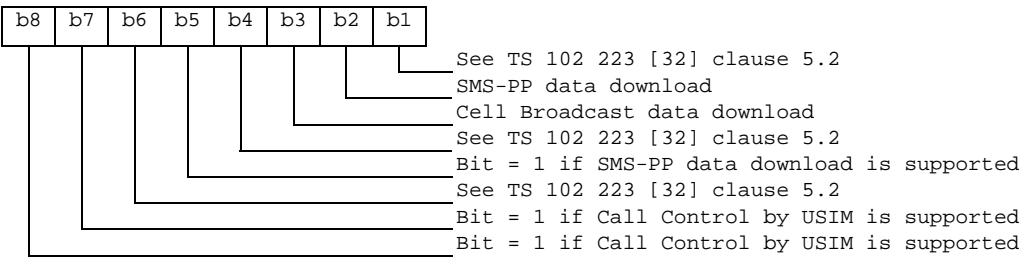 b8 b7 b6 b5 b4 b3 b2 b1
See TS 102 223 [32] clause 5.2
SMS-PP data download
Cell Broadcast data download
See TS 102 223 [32] clause 5.2
Bit = 1 if SMS-PP data download is supported
See TS 102 223 [32] clause 5.2
Bit = 1 if Call Control by USIM is supported
Bit = 1 if Call Control by USIM is supported